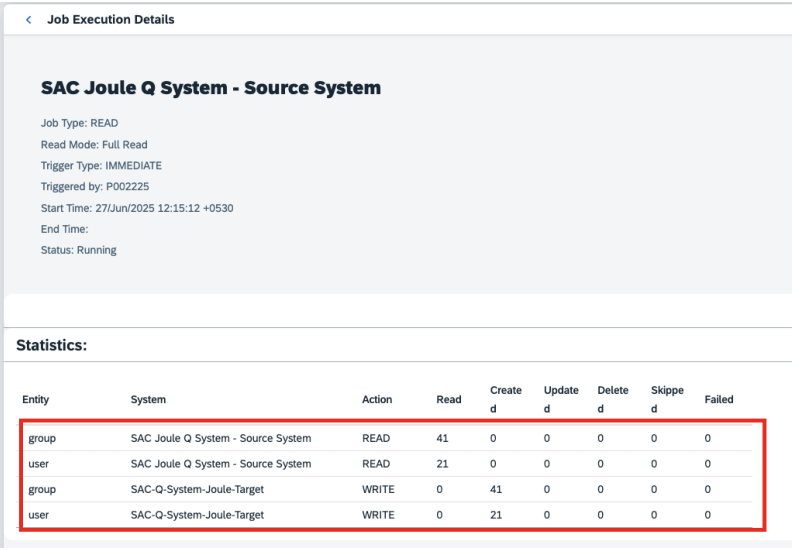 Job Execution Details
SAC Joule Q System - Source System
Job Type: READ
Read Mode: Full Read
Trigger Type: IMMEDIATE
Triggered by: P002225
Start Time: 27/Jun/2025 12:15:12 +0530
End Time:
Status: Running
Statistics:
Entity System Action Read Create d Update d Delete d Skippe d Failed
group SAC Joule Q System - Source System READ 41 0 0 0 0 0
user SAC Joule Q System - Source System READ 21 0 0 0 0 0
group SAC-Q-System-Joule-Target WRITE 0 41 0 0 0 0
user SAC-Q-System-Joule-Target WRITE 0 21 0 0 0 0